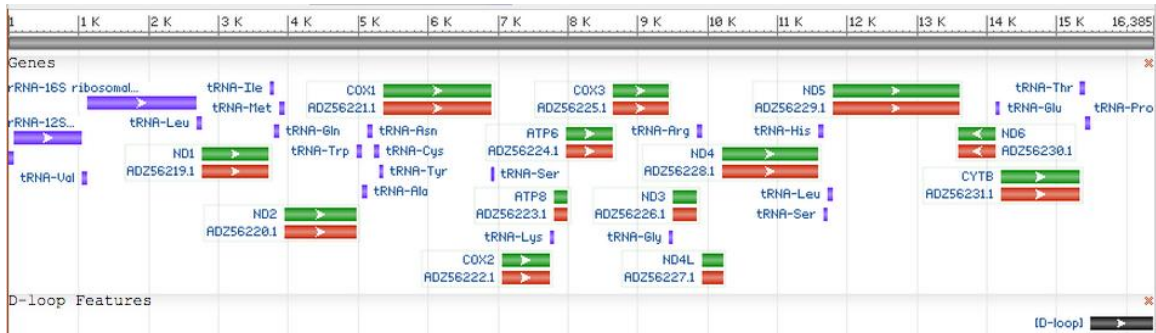 1 1 K 2 K 3 K 4 K 5 K 6 K 7 K 8 K 9 K 10 K 11 K 12 K 13 K 14 K 15 K 16,385
Genes
rRNA-16S ribosomal... tRNA-Ile COX1 COX3 ND5 tRNA-Thr
tRNA-Met ADZ56221.1 ADZ56225.1 ADZ56229.1 tRNA-Glu tRNA-Pro
rRNA-12S... tRNA-Leu tRNA-Gln tRNA-Asn ATP6 tRNA-Arg tRNA-His ND6
ND1 tRNA-Trp tRNA-Cys ADZ56224.1 ND4 ADZ56230.1
tRNA-Val ADZ56219.1 tRNA-Tyr tRNA-Ser ADZ56228.1 CYTB
tRNA-Ala ATP8 ND3 tRNA-Leu ADZ56231.1
ND2 ADZ56223.1 ADZ56226.1 tRNA-Ser
ADZ56220.1 tRNA-Lys tRNA-Gly
COX2 ND4L
ADZ56222.1 ADZ56227.1
D-loop Features
[D-loop]